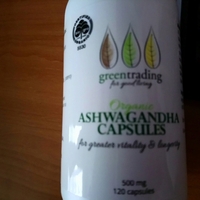 greentrading
for good living
Organic
ASHWAGANDHA
CAPSULES
for greater vitality & longevity
500 mg
120 capsules